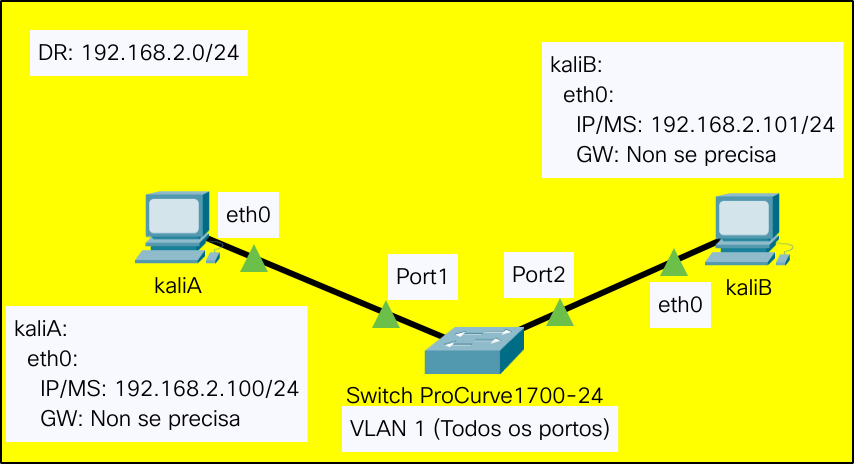 DR: 192.168.2.0/24
kaliB:
eth0:
IP/MS: 192.168.2.101/24
GW: Non se precisa
eth0
kaliA
Port1
Port2
kaliB
eth0
kaliA:
eth0:
IP/MS: 192.168.2.100/24
GW: Non se precisa
Switch ProCurve1700-24
VLAN 1 (Todos os portos)